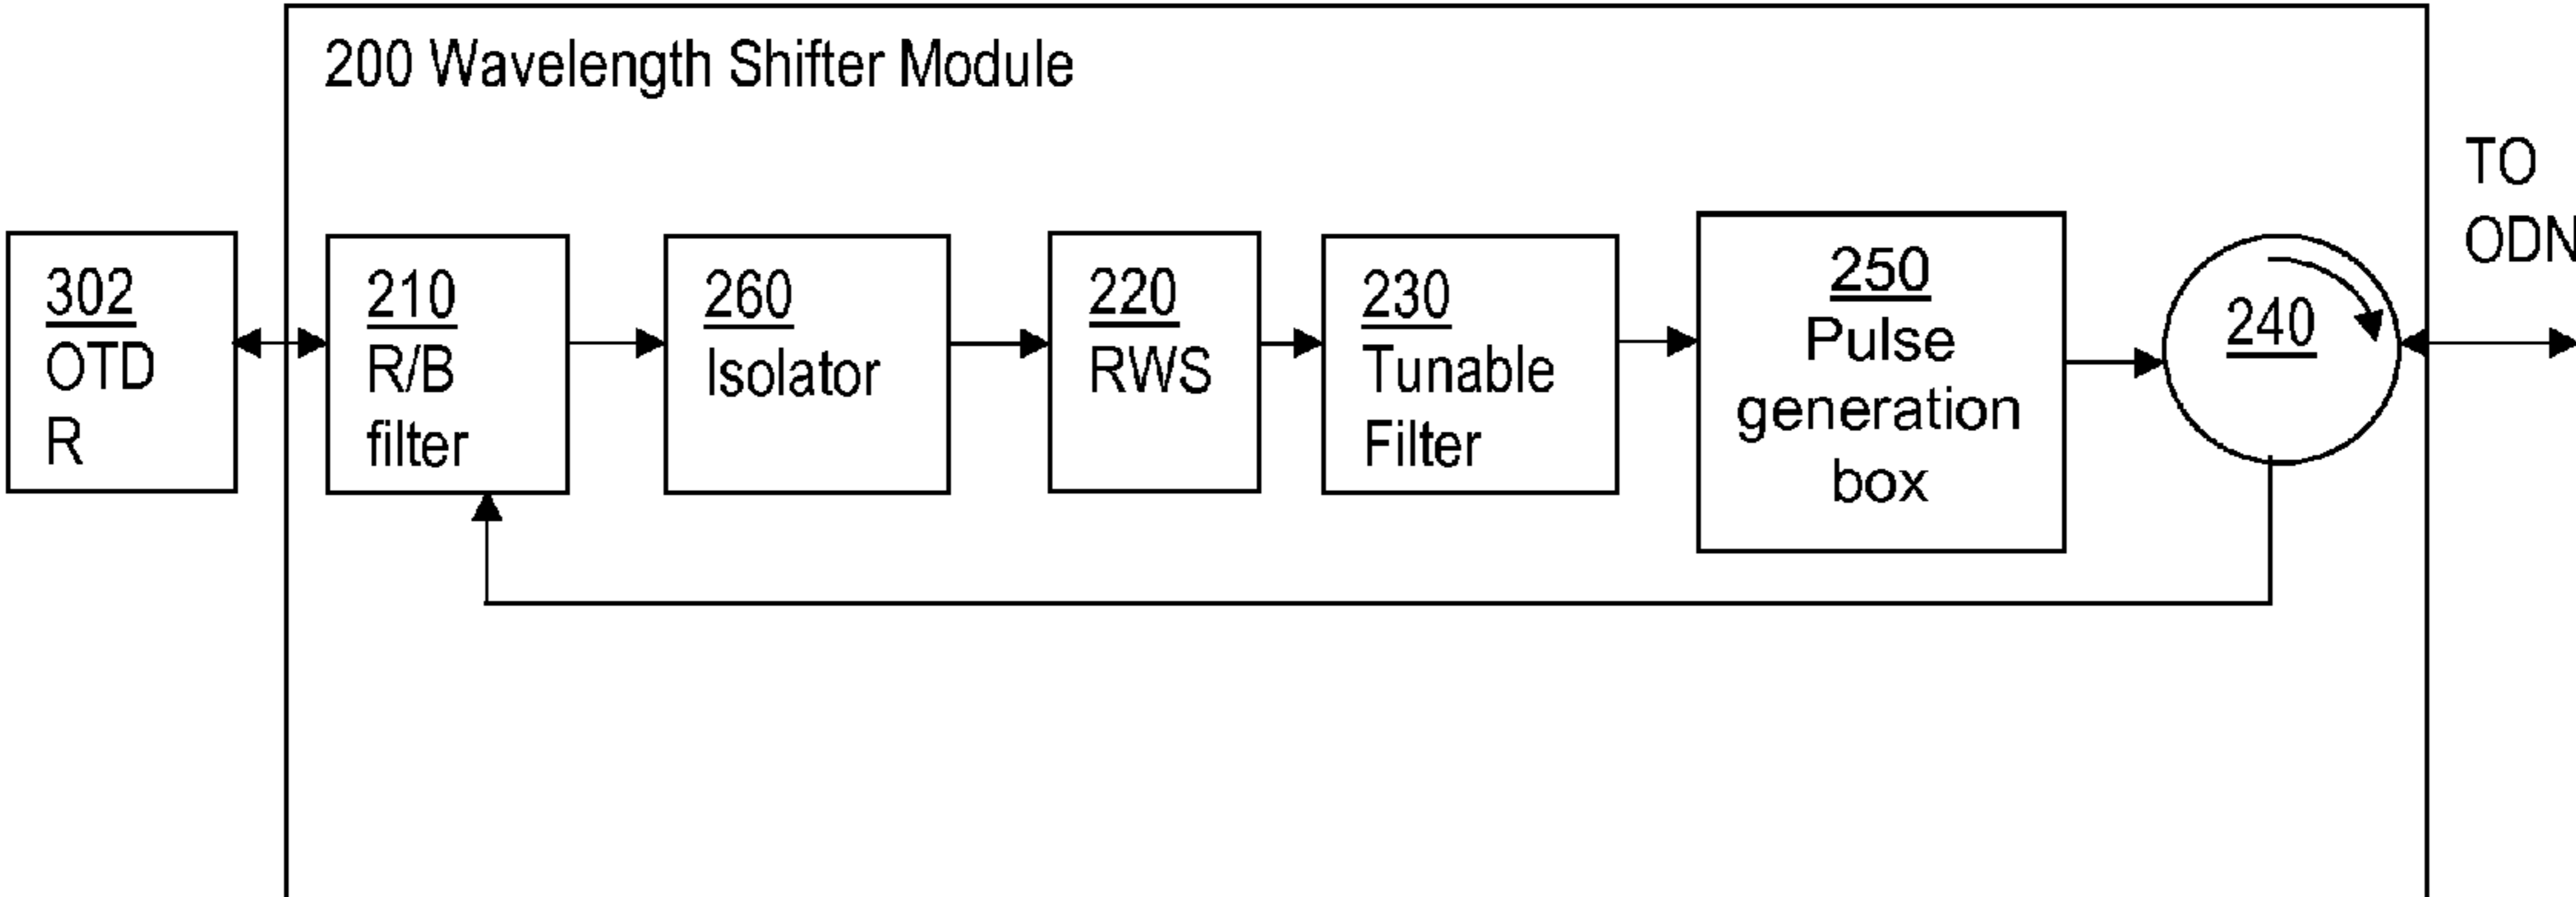 200 Wavelength Shifter Module
302
OTD
R
210
R/B
filter
260
Isolator
220
RWS
230
Tunable
Filter
250
Pulse
generation
box
240
TO
ODN